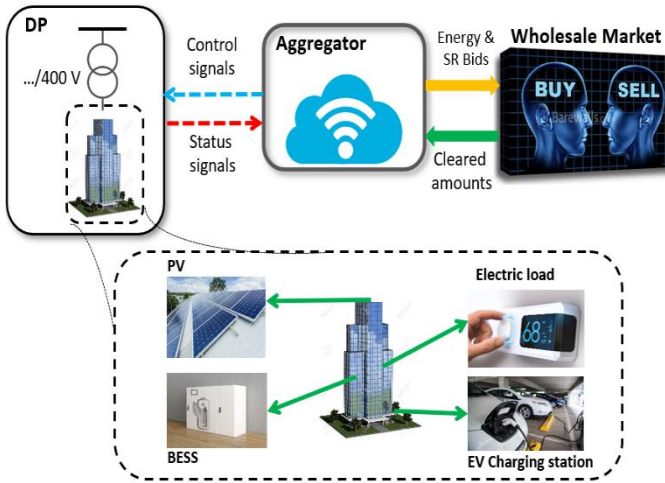 DP
…/400 V
Control
signals
Status
signals
Aggregator
Energy &
SR Bids
Cleared
amounts
Wholesale Market
BUY
SELL
Barewalls
PV
BESS
Electric load
68
EV Charging station